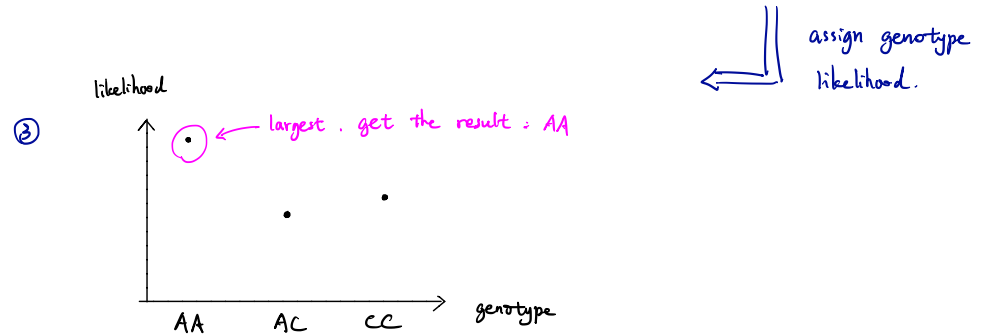 assign genotype
likelihood.
likelihood
③
largest. get the result: AA
AA AC CC
genotype